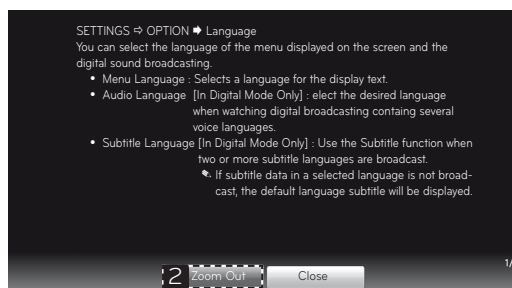 SETTINGS ⇨ OPTION ➡ Language
You can select the language of the menu displayed on the screen and the
digital sound broadcasting.
• Menu Language : Selects a language for the display text.
• Audio Language [In Digital Mode Only] : elect the desired language
when watching digital broadcasting containg several
voice languages.
• Subtitle Language [In Digital Mode Only] : Use the Subtitle function when
two or more subtitle languages are broadcast.
✎ If subtitle data in a selected language is not broad-
cast, the default language subtitle will be displayed.
1/
2 Zoom Out Close